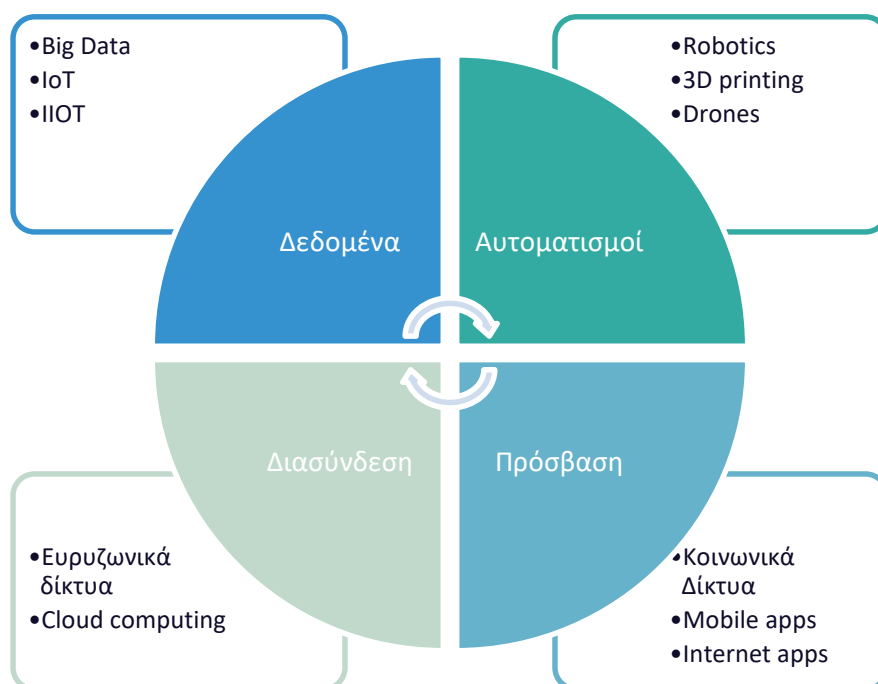 •Big Data
•IoT
•IIOT
•Robotics
•3D printing
•Drones
Δεδομένα
Αυτοματισμοί
Διασύνδεση
Πρόσβαση
•Ευρυζωνικά
δίκτυα
•Cloud computing
•Κοινωνικά
Δίκτυα
•Mobile apps
•Internet apps